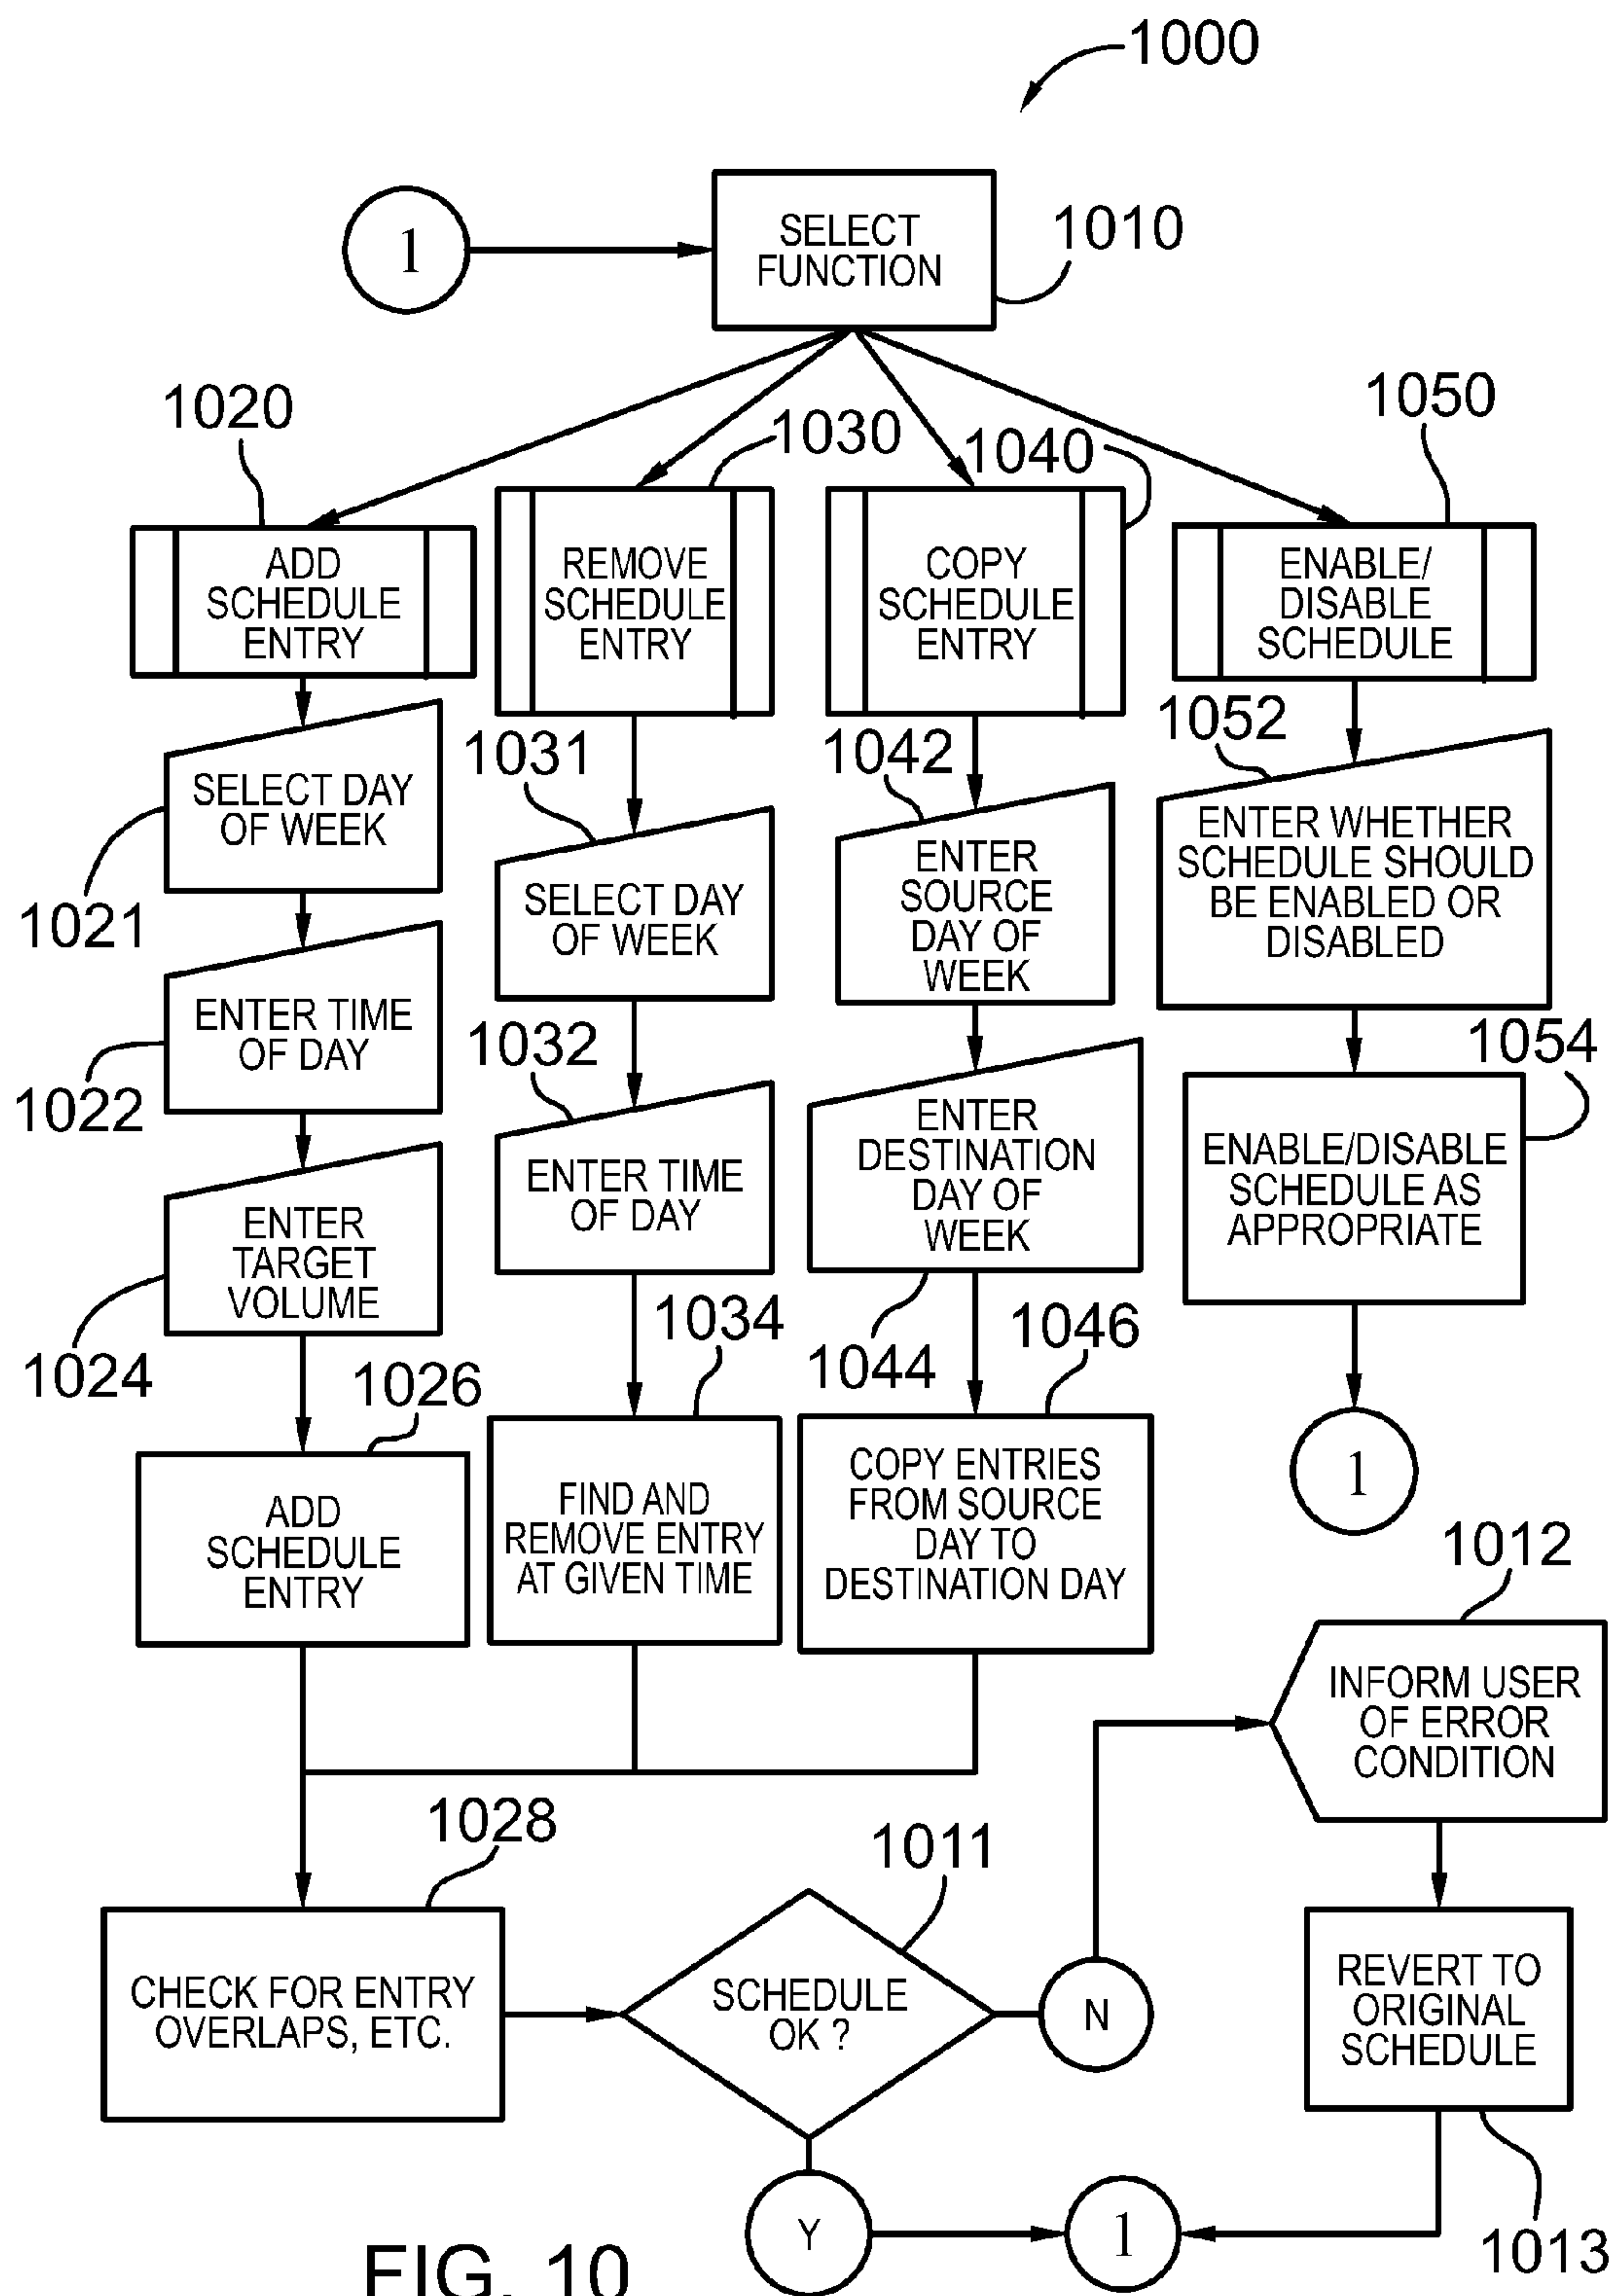 1000
1
SELECT
FUNCTION
1010
1020
ADD
SCHEDULE
ENTRY
SELECT DAY
OF WEEK
1021
ENTER TIME
OF DAY
1022
ENTER
TARGET
VOLUME
1024
1026
ADD
SCHEDULE
ENTRY
1030
REMOVE
SCHEDULE
ENTRY
1031
SELECT DAY
OF WEEK
1032
ENTER TIME
OF DAY
1034
FIND AND
REMOVE ENTRY
AT GIVEN TIME
1040
COPY
SCHEDULE
ENTRY
1042
ENTER
SOURCE
DAY OF
WEEK
ENTER
DESTINATION
DAY OF
WEEK
1044
1046
COPY ENTRIES
FROM SOURCE
DAY TO
DESTINATION DAY
1050
ENABLE/
DISABLE
SCHEDULE
1052
ENTER WHETHER
SCHEDULE SHOULD
BE ENABLED OR
DISABLED
1054
ENABLE/DISABLE
SCHEDULE AS
APPROPRIATE
1
1028
CHECK FOR ENTRY
OVERLAPS, ETC.
1011
SCHEDULE
OK ?
N
1012
INFORM USER
OF ERROR
CONDITION
REVERT TO
ORIGINAL
SCHEDULE
1013
Y
1
FIG. 10